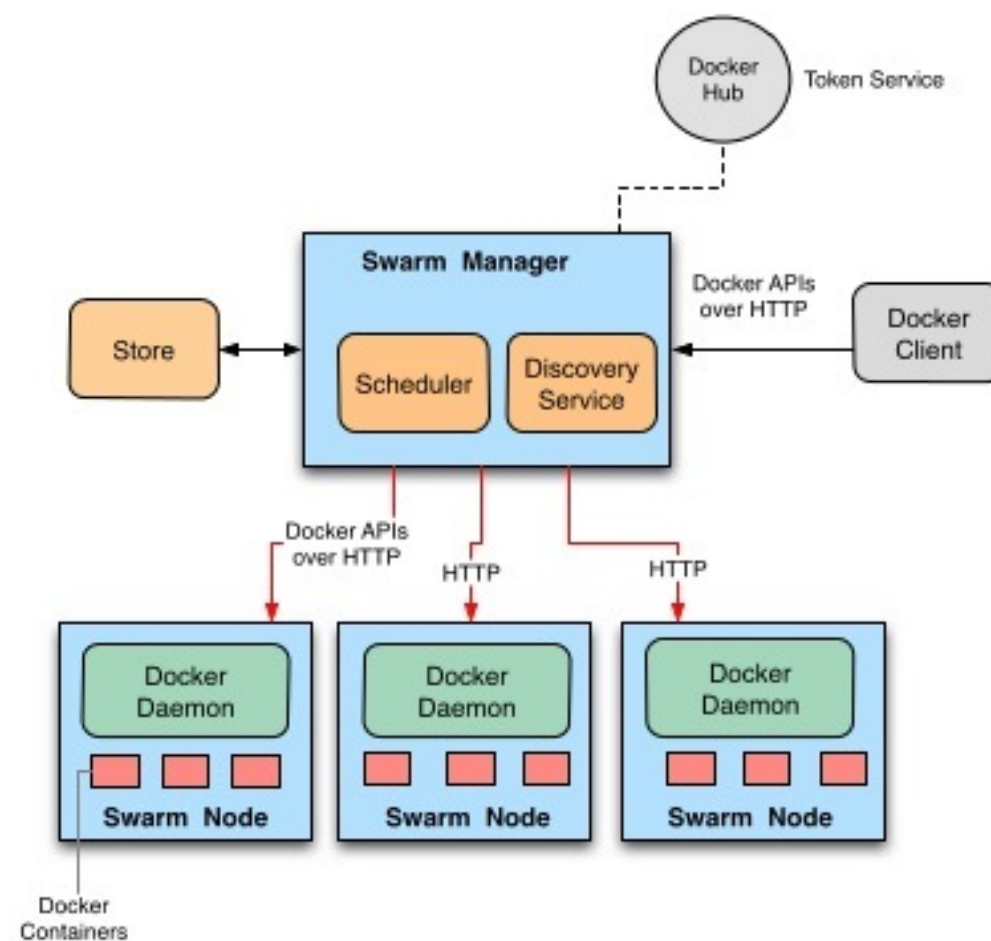 Docker
Hub
Token Service
Swarm Manager
Docker APIs
over HTTP
Docker
Client
Store
Scheduler
Discovery
Service
Docker APIs
over HTTP
HTTP
HTTP
Docker
Daemon
Docker
Daemon
Docker
Daemon
Swarm Node
Swarm Node
Swarm Node
Docker
Containers